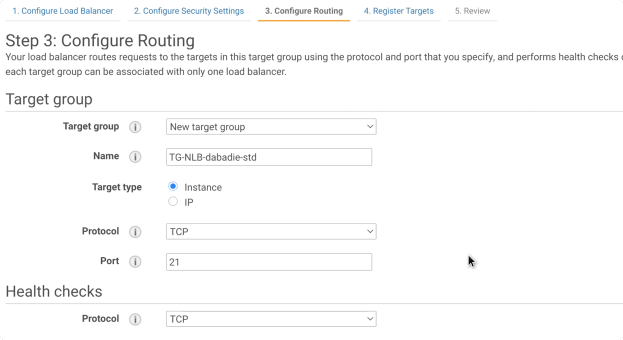 1. Configure Load Balancer 2. Configure Security Settings 3. Configure Routing 4. Register Targets 5. Review
Step 3: Configure Routing
Your load balancer routes requests to the targets in this target group using the protocol and port that you specify, and performs health checks
each target group can be associated with only one load balancer.
Target group
Target group i New target group
Name i TG-NLB-dabadie-std
Target type Instance
IP
Protocol i TCP
Port i 21
Health checks
Protocol i TCP